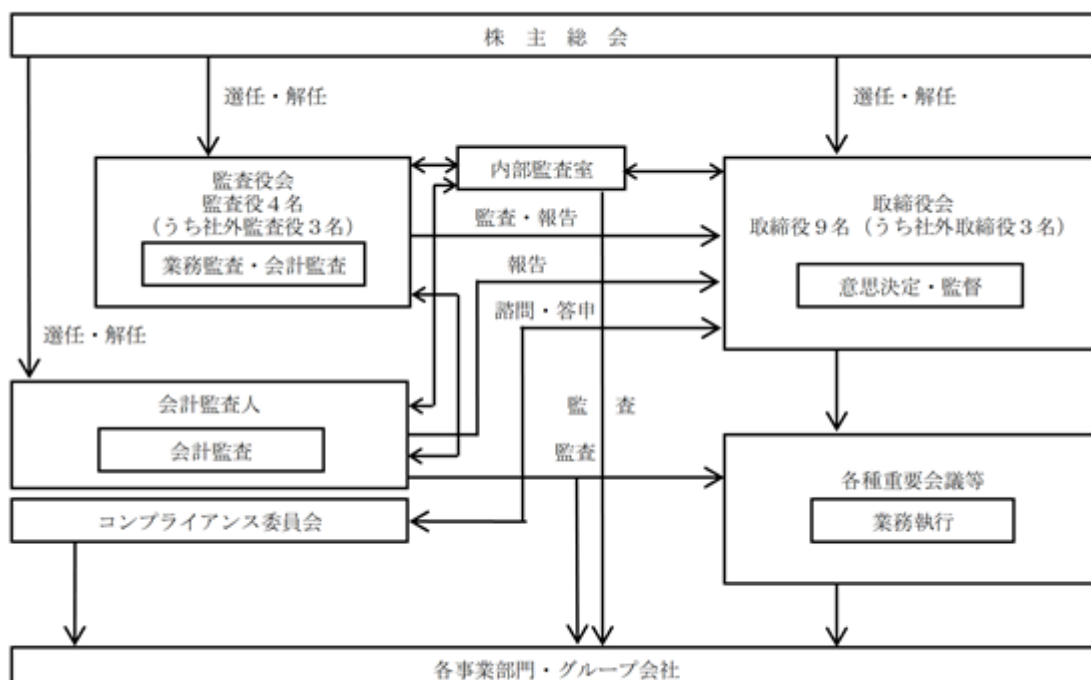 株主総会
選任・解任
選任・解任
内部監査室
監査役会
監査役4名
(うち社外監査役3名)
業務監査・会計監査
取締役会
取締役9名(うち社外取締役3名)
意思決定・監督
監査・報告
報告
諮問・答申
選任・解任
会計監査人
会計監査
監査
監査
各種重要会議等
業務執行
コンプライアンス委員会
各事業部門・グループ会社